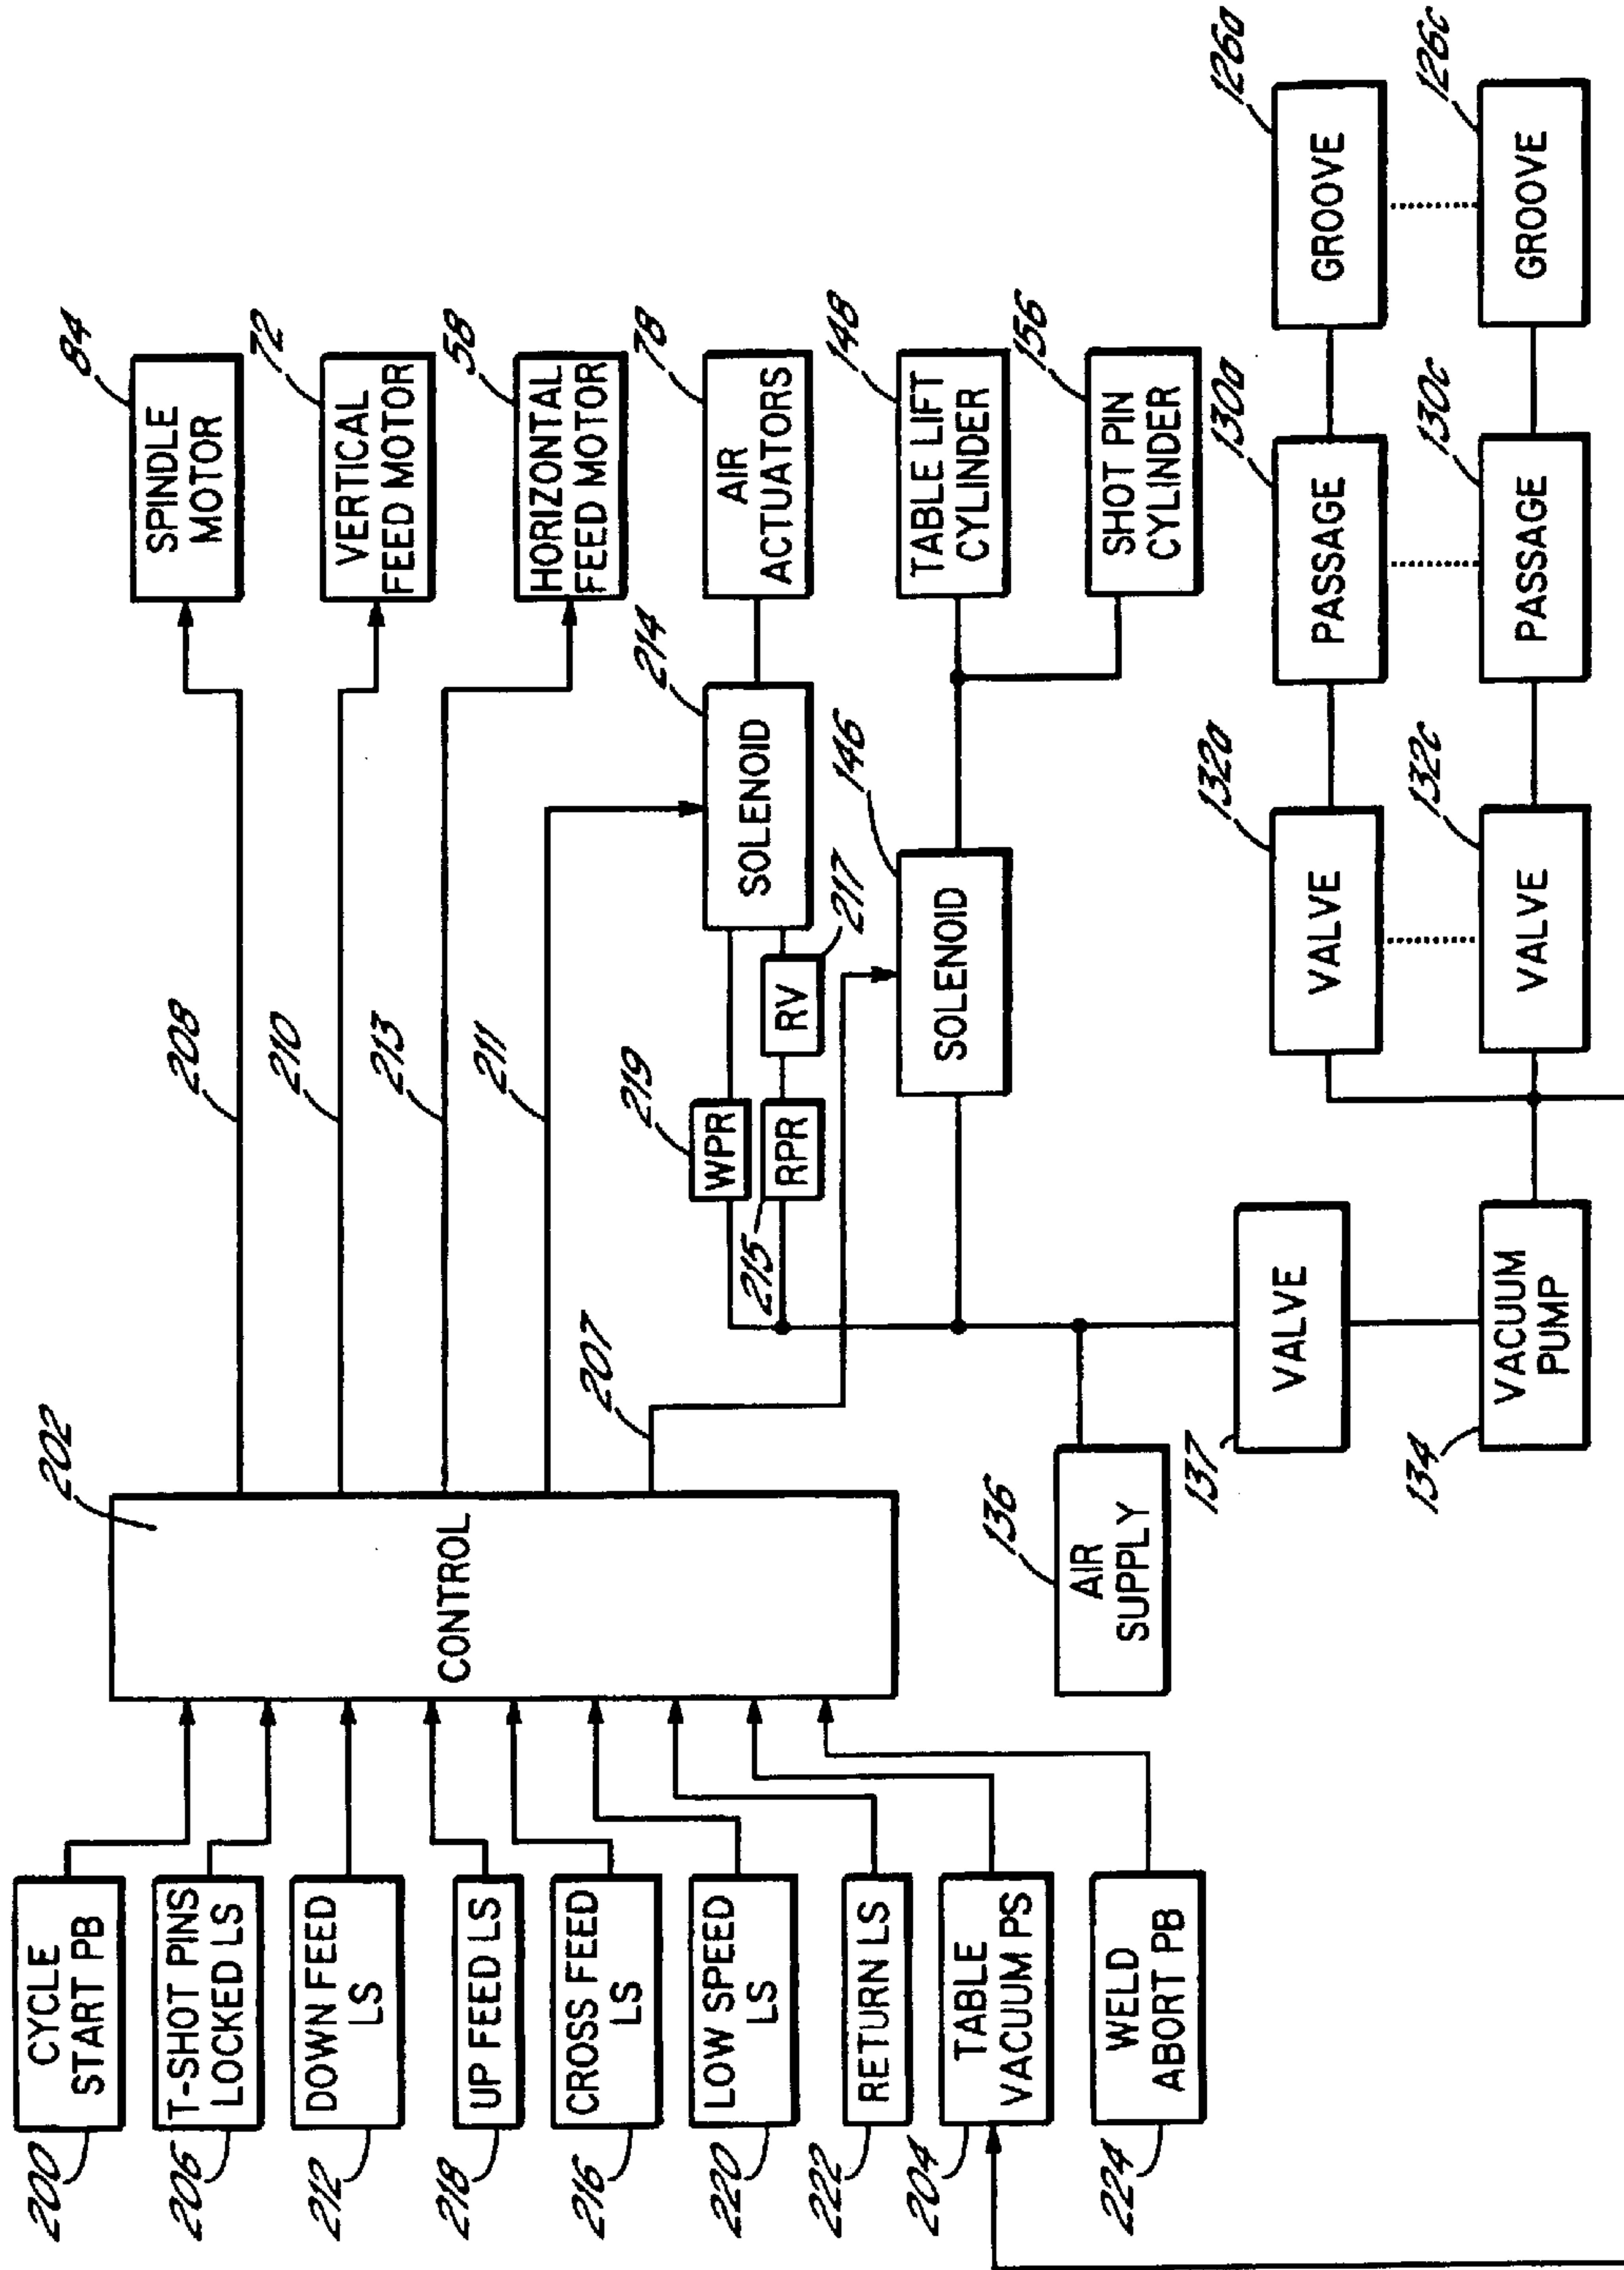 200
CYCLE
START PB
206
T-SHOT PINS
LOCKED LS
212
DOWN FEED
LS
218
UP FEED LS
216
CROSS FEED
LS
220
LOW SPEED
LS
222
RETURN LS
204
TABLE
VACUUM PS
224
WELD
ABORT PB
202
CONTROL
208
210
213
211
207
84
SPINDLE
MOTOR
72
VERTICAL
FEED MOTOR
58
HORIZONTAL
FEED MOTOR
219
WPR
215
RPR
217
RV
214
SOLENOID
78
AIR
ACTUATORS
146
SOLENOID
148
TABLE LIFT
CYLINDER
156
SHOT PIN
CYLINDER
136
AIR
SUPPLY
137
VALVE
134
VACUUM
PUMP
132a
VALVE
130a
PASSAGE
126a
GROOVE
132c
VALVE
130c
PASSAGE
126c
GROOVE